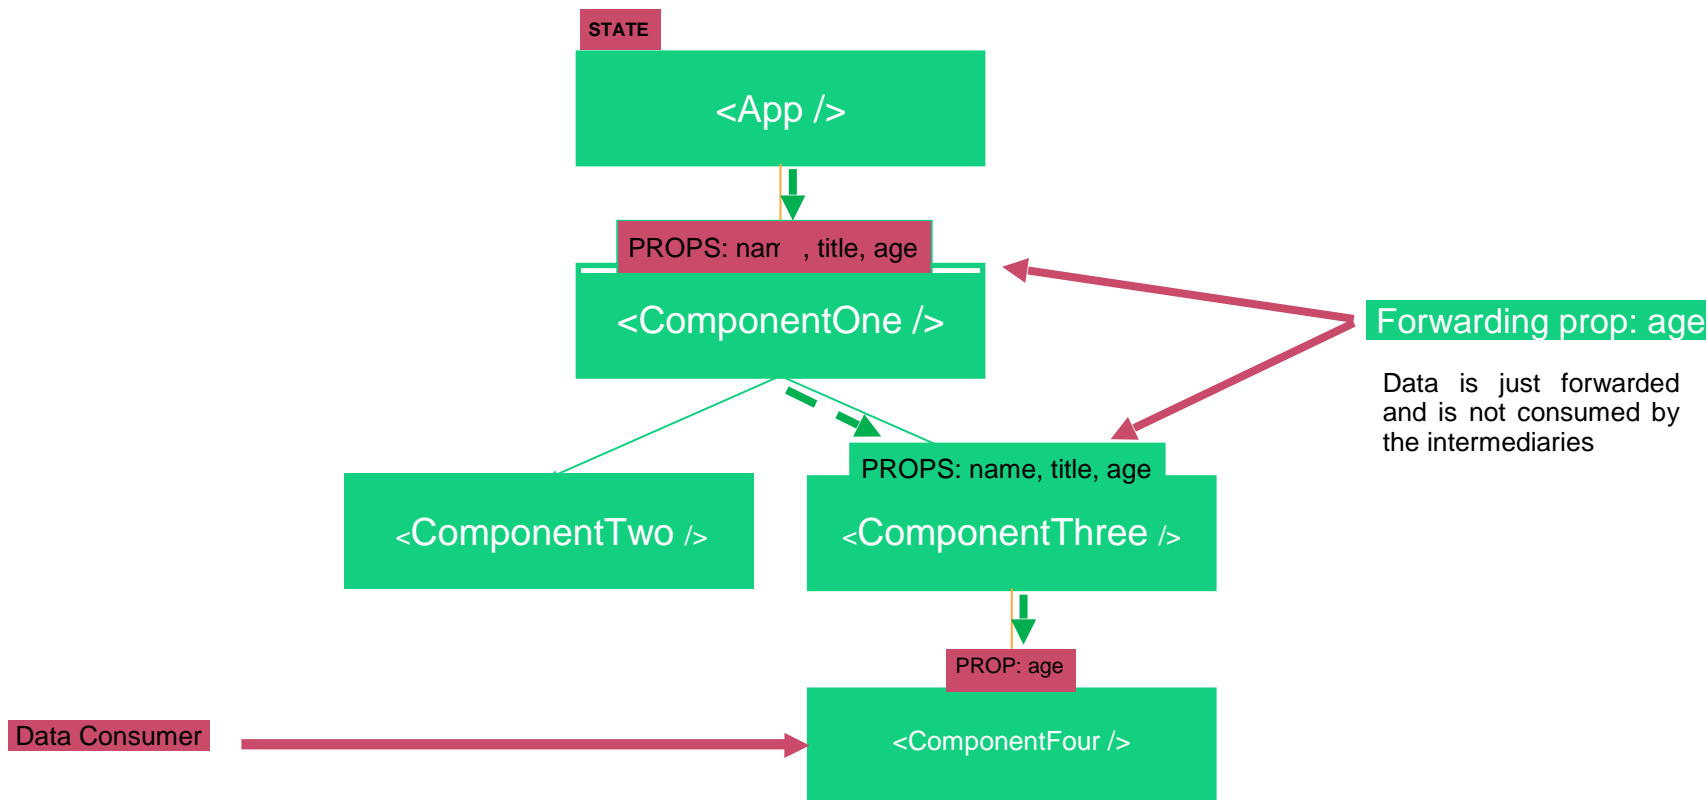 STATE
<App />
PROPS: nam , title, age
<ComponentOne />
Forwarding prop: age
Data is just forwarded
and is not consumed by
the intermediaries
PROPS: name, title, age
<ComponentTwo />
<ComponentThree />
PROP: age
Data Consumer
<ComponentFour />